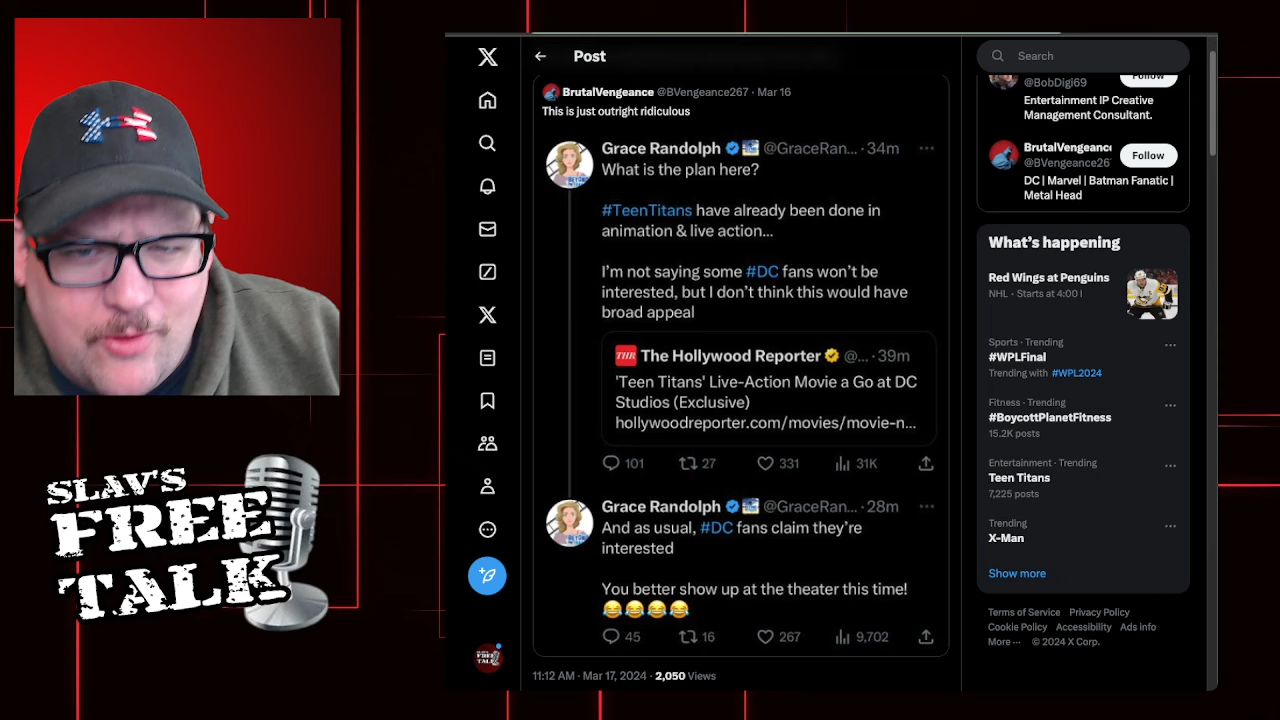 SLAV'S
FREE
TALK
Post
BrutalVengeance @BVengeance267 · Mar 16
This is just outright ridiculous
Grace Randolph @GraceRan... · 34m
What is the plan here?
#TeenTitans have already been done in
animation & live action...
I'm not saying some #DC fans won't be
interested, but I don't think this would have
broad appeal
THR The Hollywood Reporter @... · 39m
'Teen Titans' Live-Action Movie a Go at DC
Studios (Exclusive)
hollywoodreporter.com/movies/movie-n...
101 27 331 31K
Grace Randolph @GraceRan... · 28m
And as usual, #DC fans claim they're
interested
You better show up at the theater this time!
😂😂😂😂
45 16 267 9,702
11:12 AM · Mar 17, 2024 · 2,050 Views
Search
Follow
@BobDigi69
Entertainment IP Creative
Management Consultant.
BrutalVengeance
@BVengeance26
Follow
DC | Marvel | Batman Fanatic |
Metal Head
What's happening
Red Wings at Penguins
NHL · Starts at 4:00
Sports · Trending
#WPLFinal
Trending with #WPL2024
Fitness · Trending
#BoycottPlanetFitness
15.2K posts
Entertainment · Trending
Teen Titans
7,225 posts
Trending
X-Man
Show more
Terms of Service Privacy Policy
Cookie Policy Accessibility Ads info
More ··· © 2024 X Corp.